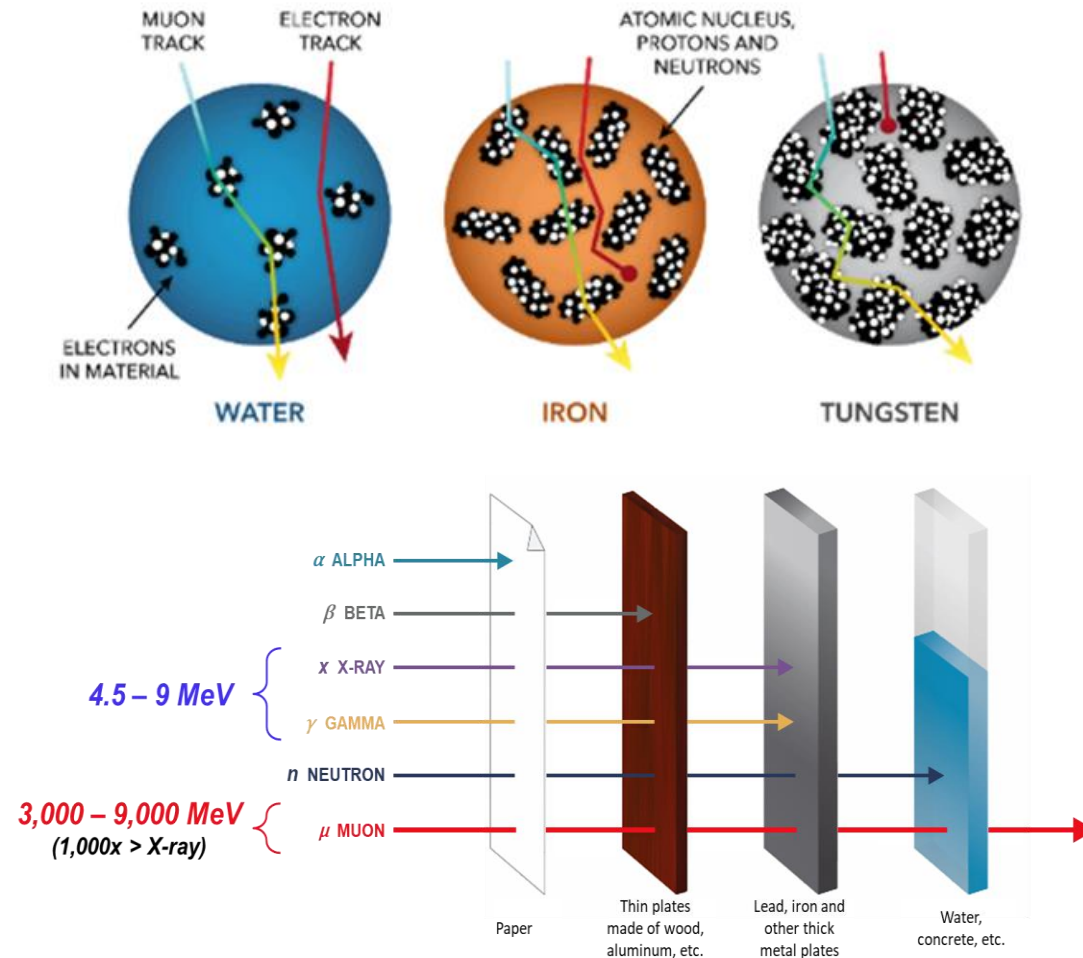 MUON
TRACK
ELECTRON
TRACK
ATOMIC NUCLEUS,
PROTONS AND
NEUTRONS
ELECTRONS
IN MATERIAL
WATER
IRON
TUNGSTEN
α ALPHA
β BETA
x X-RAY
4.5 – 9 MeV
γ GAMMA
n NEUTRON
3,000 – 9,000 MeV
(1,000x > X-ray)
μ MUON
Paper
Thin plates
made of wood,
aluminum, etc.
Lead, iron and
other thick
metal plates
Water,
concrete, etc.